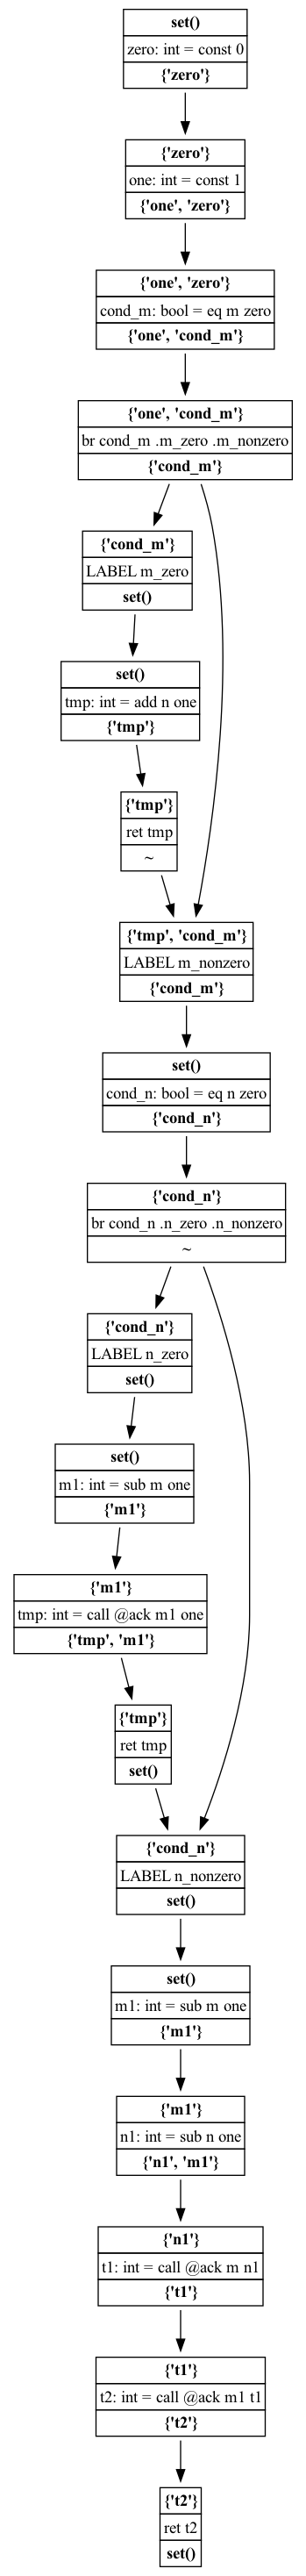 set()
zero: int = const 0
{'zero'}
{'zero'}
one: int = const 1
{'one', 'zero'}
{'one', 'zero'}
cond_m: bool = eq m zero
{'one', 'cond_m'}
{'one', 'cond_m'}
br cond_m .m_zero .m_nonzero
{'cond_m'}
{'cond_m'}
LABEL m_zero
set()
set()
tmp: int = add n one
{'tmp'}
{'tmp'}
ret tmp
~
{'tmp', 'cond_m'}
LABEL m_nonzero
{'cond_m'}
set()
cond_n: bool = eq n zero
{'cond_n'}
{'cond_n'}
br cond_n .n_zero .n_nonzero
~
{'cond_n'}
LABEL n_zero
set()
set()
m1: int = sub m one
{'m1'}
{'m1'}
tmp: int = call @ack m1 one
{'tmp', 'm1'}
{'tmp'}
ret tmp
set()
{'cond_n'}
LABEL n_nonzero
set()
set()
m1: int = sub m one
{'m1'}
{'m1'}
n1: int = sub n one
{'n1', 'm1'}
{'n1'}
t1: int = call @ack m n1
{'t1'}
{'t1'}
t2: int = call @ack m1 t1
{'t2'}
{'t2'}
ret t2
set()